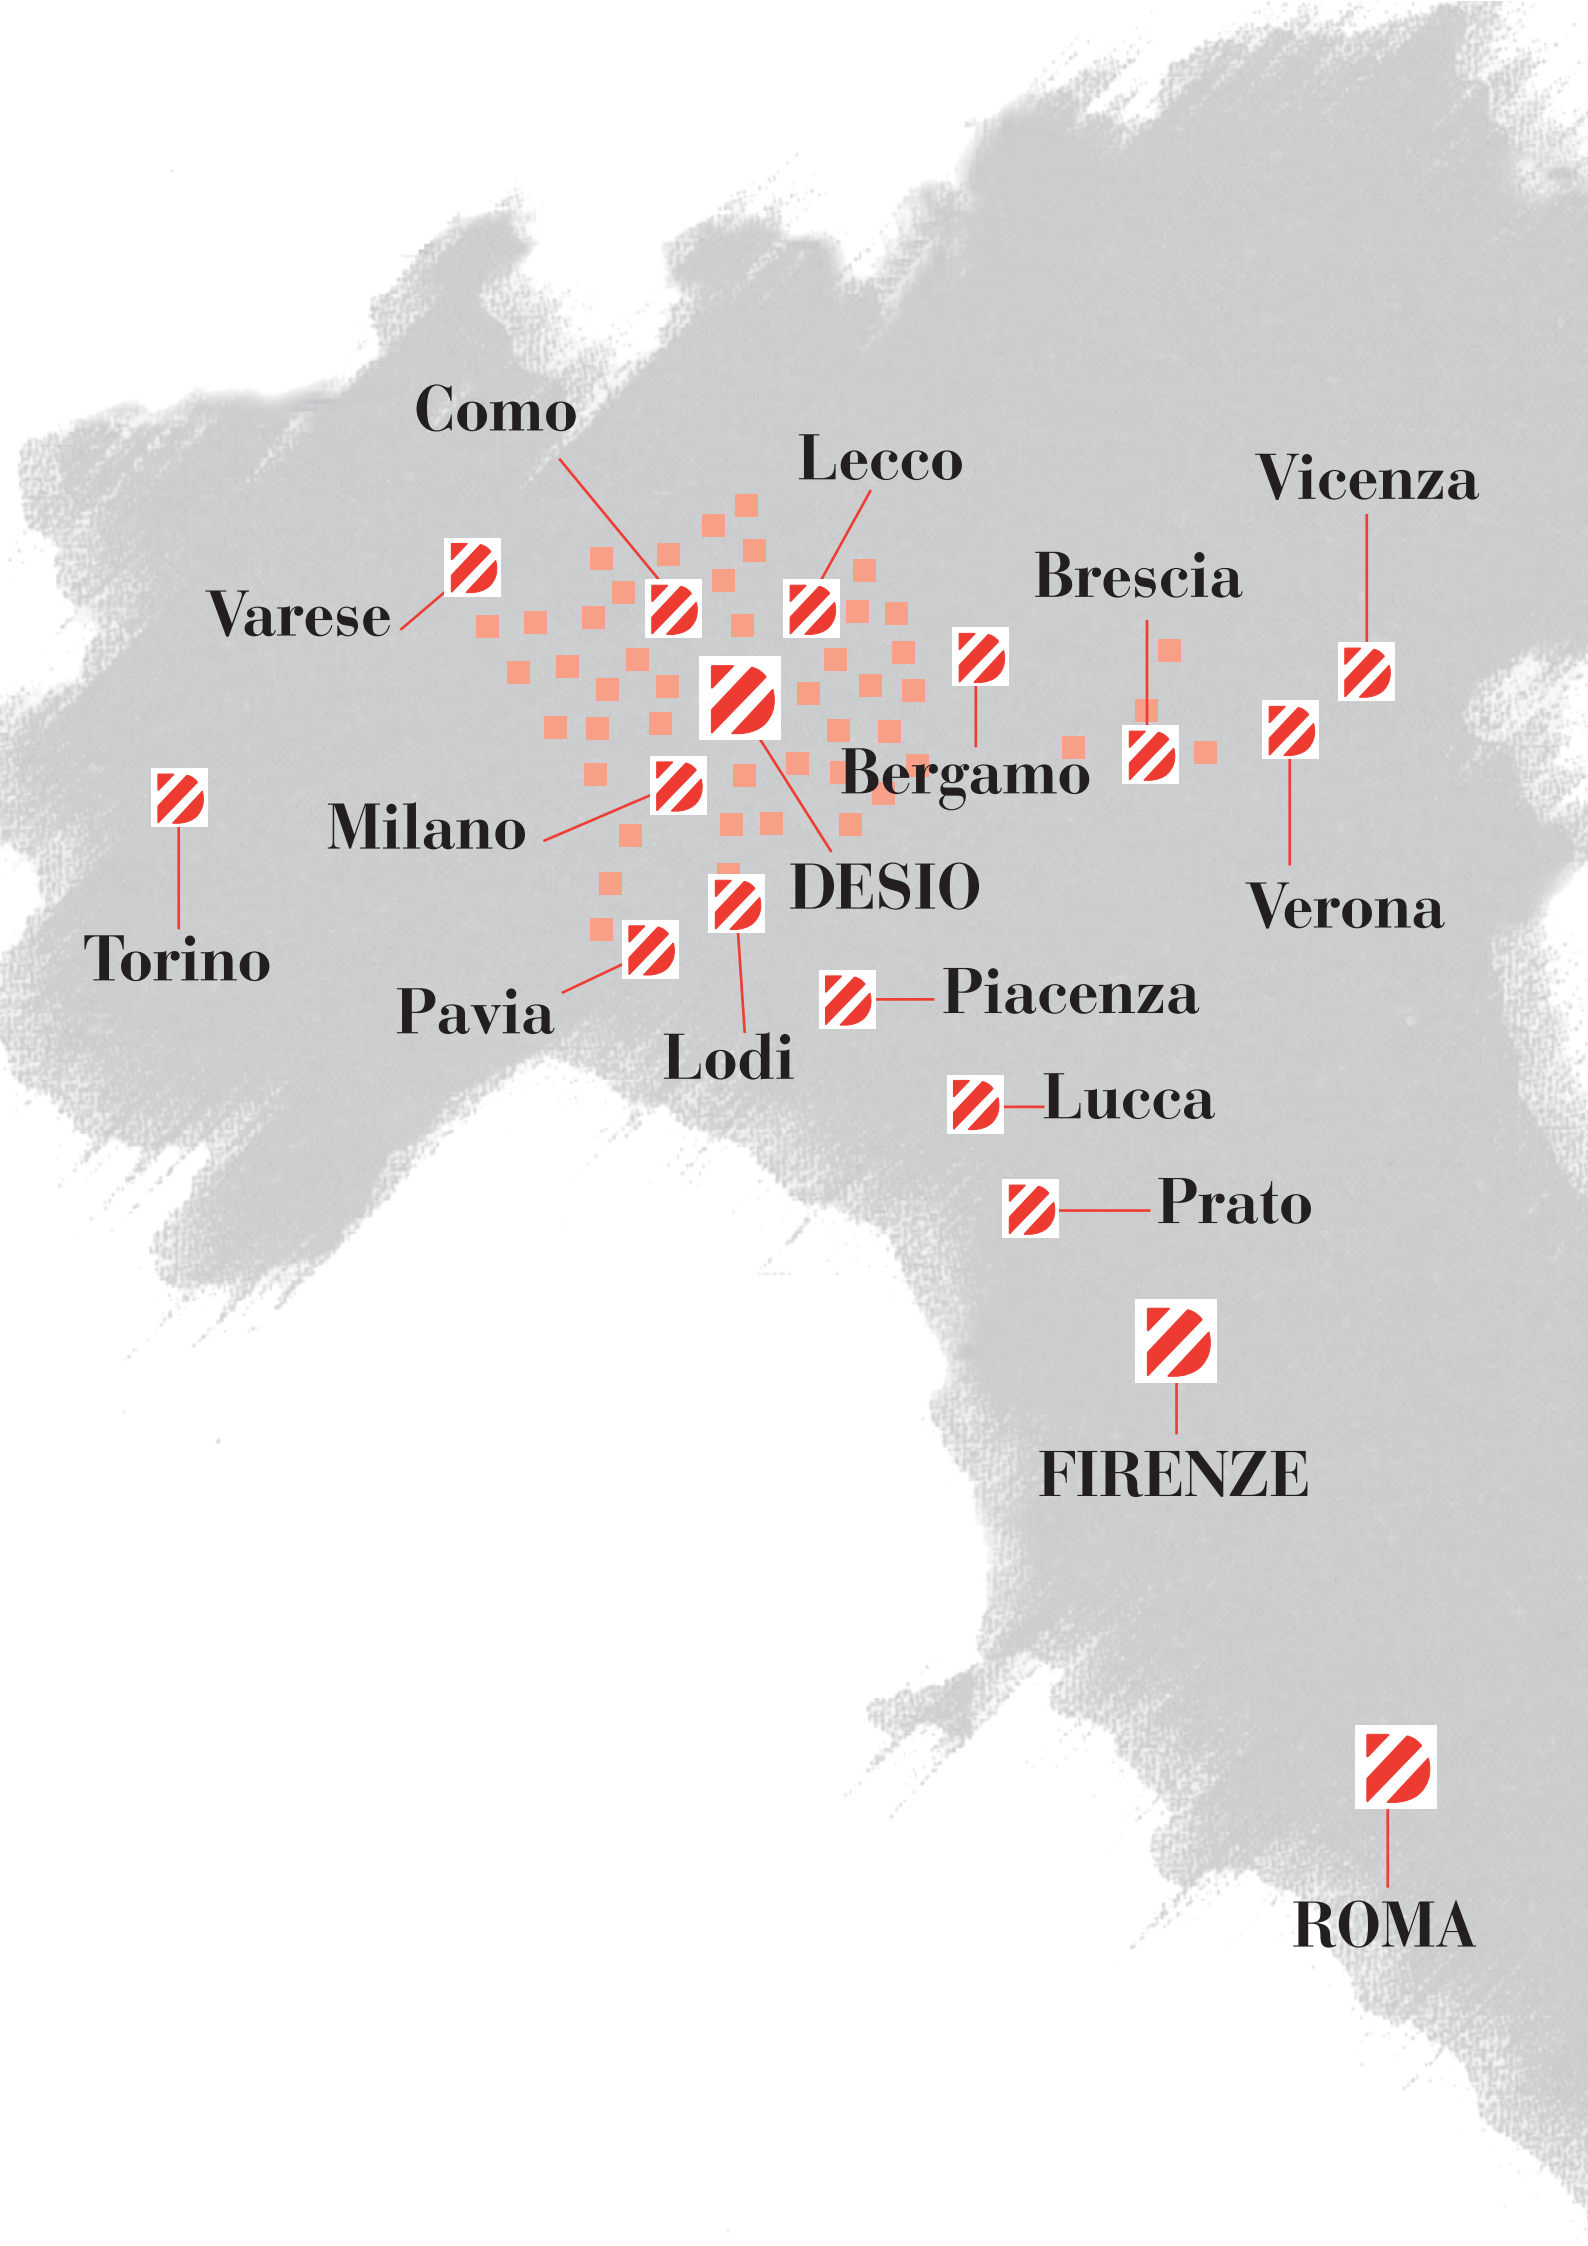 Como
Lecco
Vicenza
Brescia
Varese
Bergamo
Milano
DESIO
Verona
Torino
Pavia
Piacenza
Lodi
Lucca
Prato
FIRENZE
ROMA